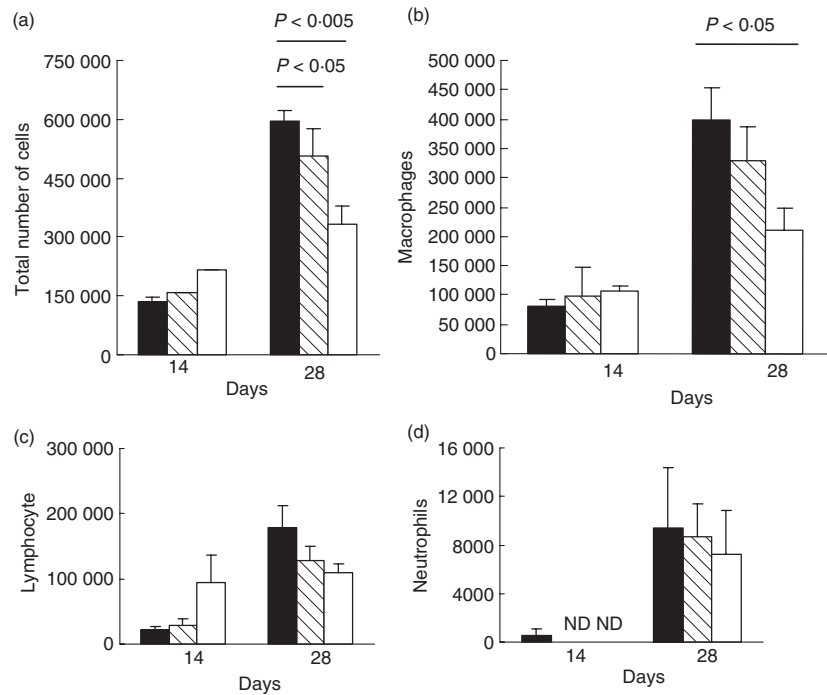 (a)
P < 0·005
P < 0·05
750 000
600 000
450 000
300 000
150 000
0
Total number of cells
14
28
Days
(b)
P < 0·05
500 000
450 000
400 000
350 000
300 000
250 000
200 000
150 000
100 000
50 000
0
Macrophages
14
28
Days
(c)
300 000
200 000
100 000
0
Lymphocyte
14
28
Days
(d)
16 000
12 000
8000
4000
0
Neutrophils
ND ND
14
28
Days